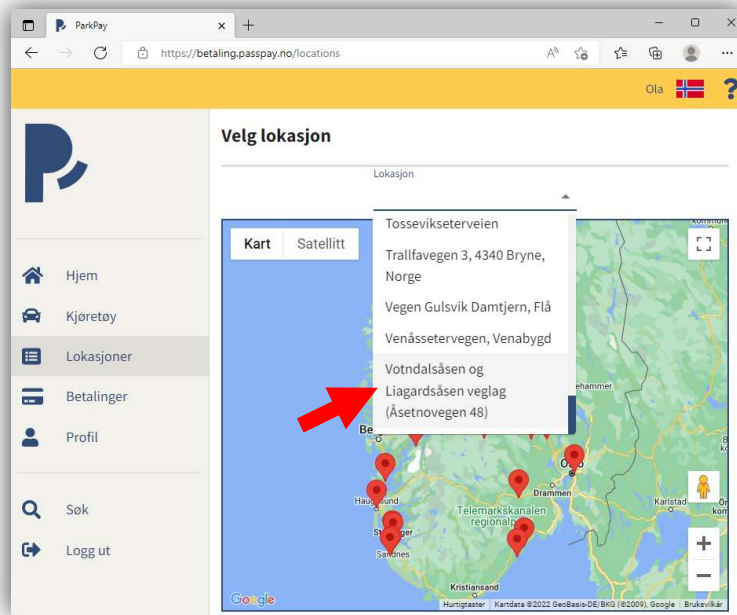 ParkPay
https://betaling.passpay.no/locations
Ola
?
Velg lokasjon
Lokasjon
Tossevikseterveien
Trallfavegen 3, 4340 Bryne,
Norge
Vegen Gulsvik Damtjern, Flå
Venåssetervegen, Venabygd
Votndalsåsen og
Liagardsåsen veglag
(Åsetnovegen 48)
Hjem
Kjøretøy
Lokasjoner
Betalinger
Profil
Søk
Logg ut
Kart
Satellitt
Drammen
Telemarkskanalen
Sandnes
Kristiansand
Karlstad
Google
Hurtigtaster
Kartdata ©2022 GeoBasis-DE/BKG (©2009), Google
Bruksvilkår